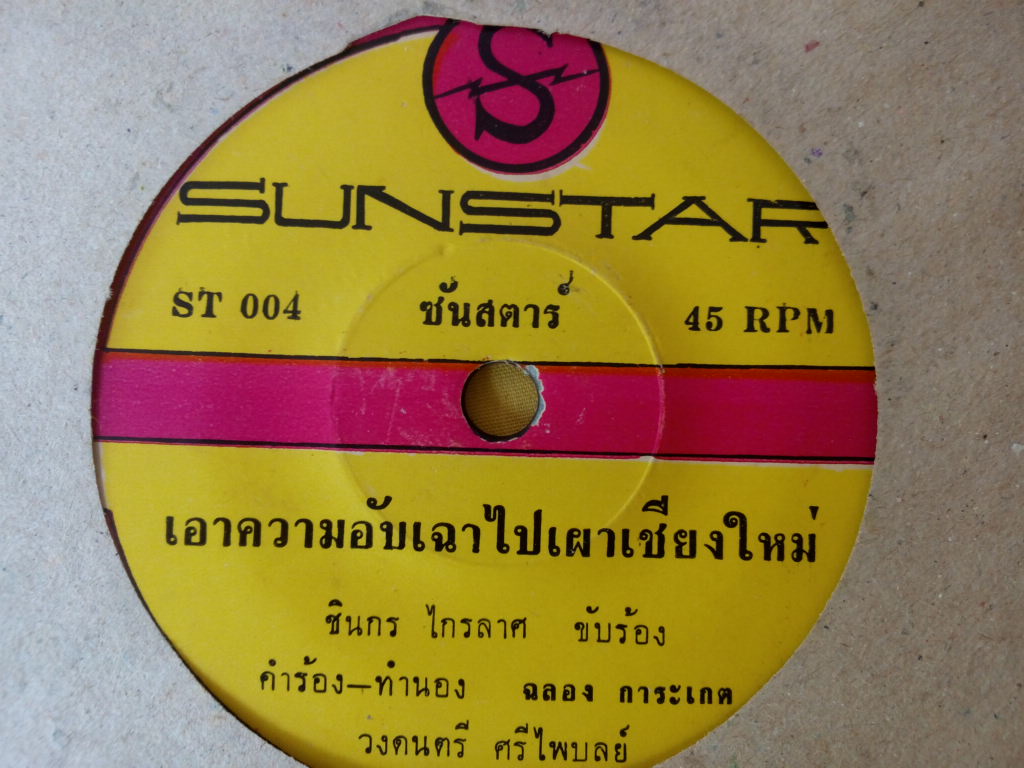 S
SUNSTAR
ST 004 ซันสตาร์ 45 RPM
เอาความอับเฉาไปเผาเชียงใหม่
ชินกร ไกรลาศ ขับร้อง
คำร้อง—ทำนอง ฉลอง การะเกต
วงดนตรี ศรีไพบลย์